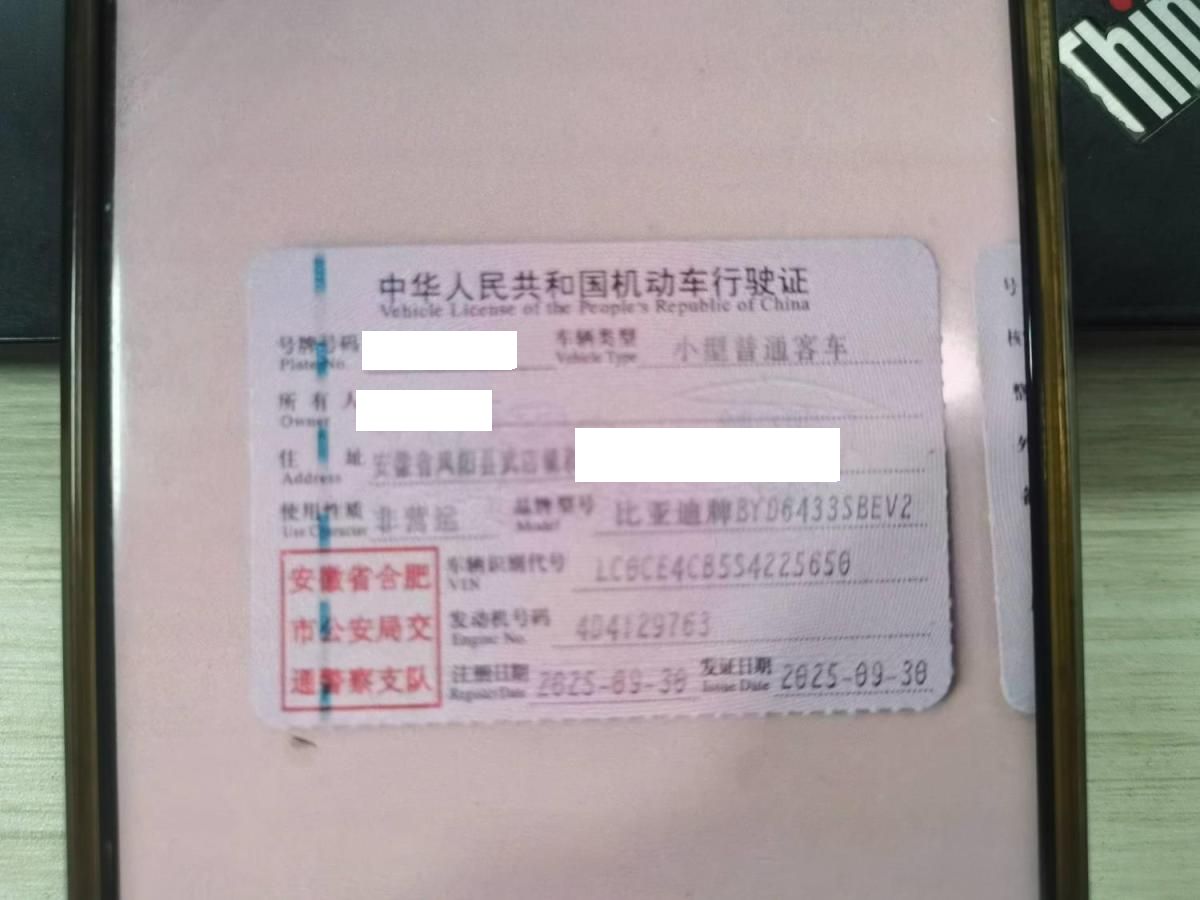 Thin
中华人民共和国机动车行驶证
Vehicle License of the People's Republic of China
号牌号码 车辆类型 小型普通客车
Plate No. Vehicle Type
所有人
Owner
住址 安徽省凤阳县武店镇
Address
使用性质 非营运 品牌型号 比亚迪牌BYD6433SBEV2
Use Character Model
车辆识别代号 LC0CE4CB5S4225650
VIN
发动机号码 4D4129763
Engine No.
注册日期 2025-09-30 发证日期 2025-09-30
Register Date Issue Date
安徽省合肥
市公安局交
通警察支队
号
核
整
外